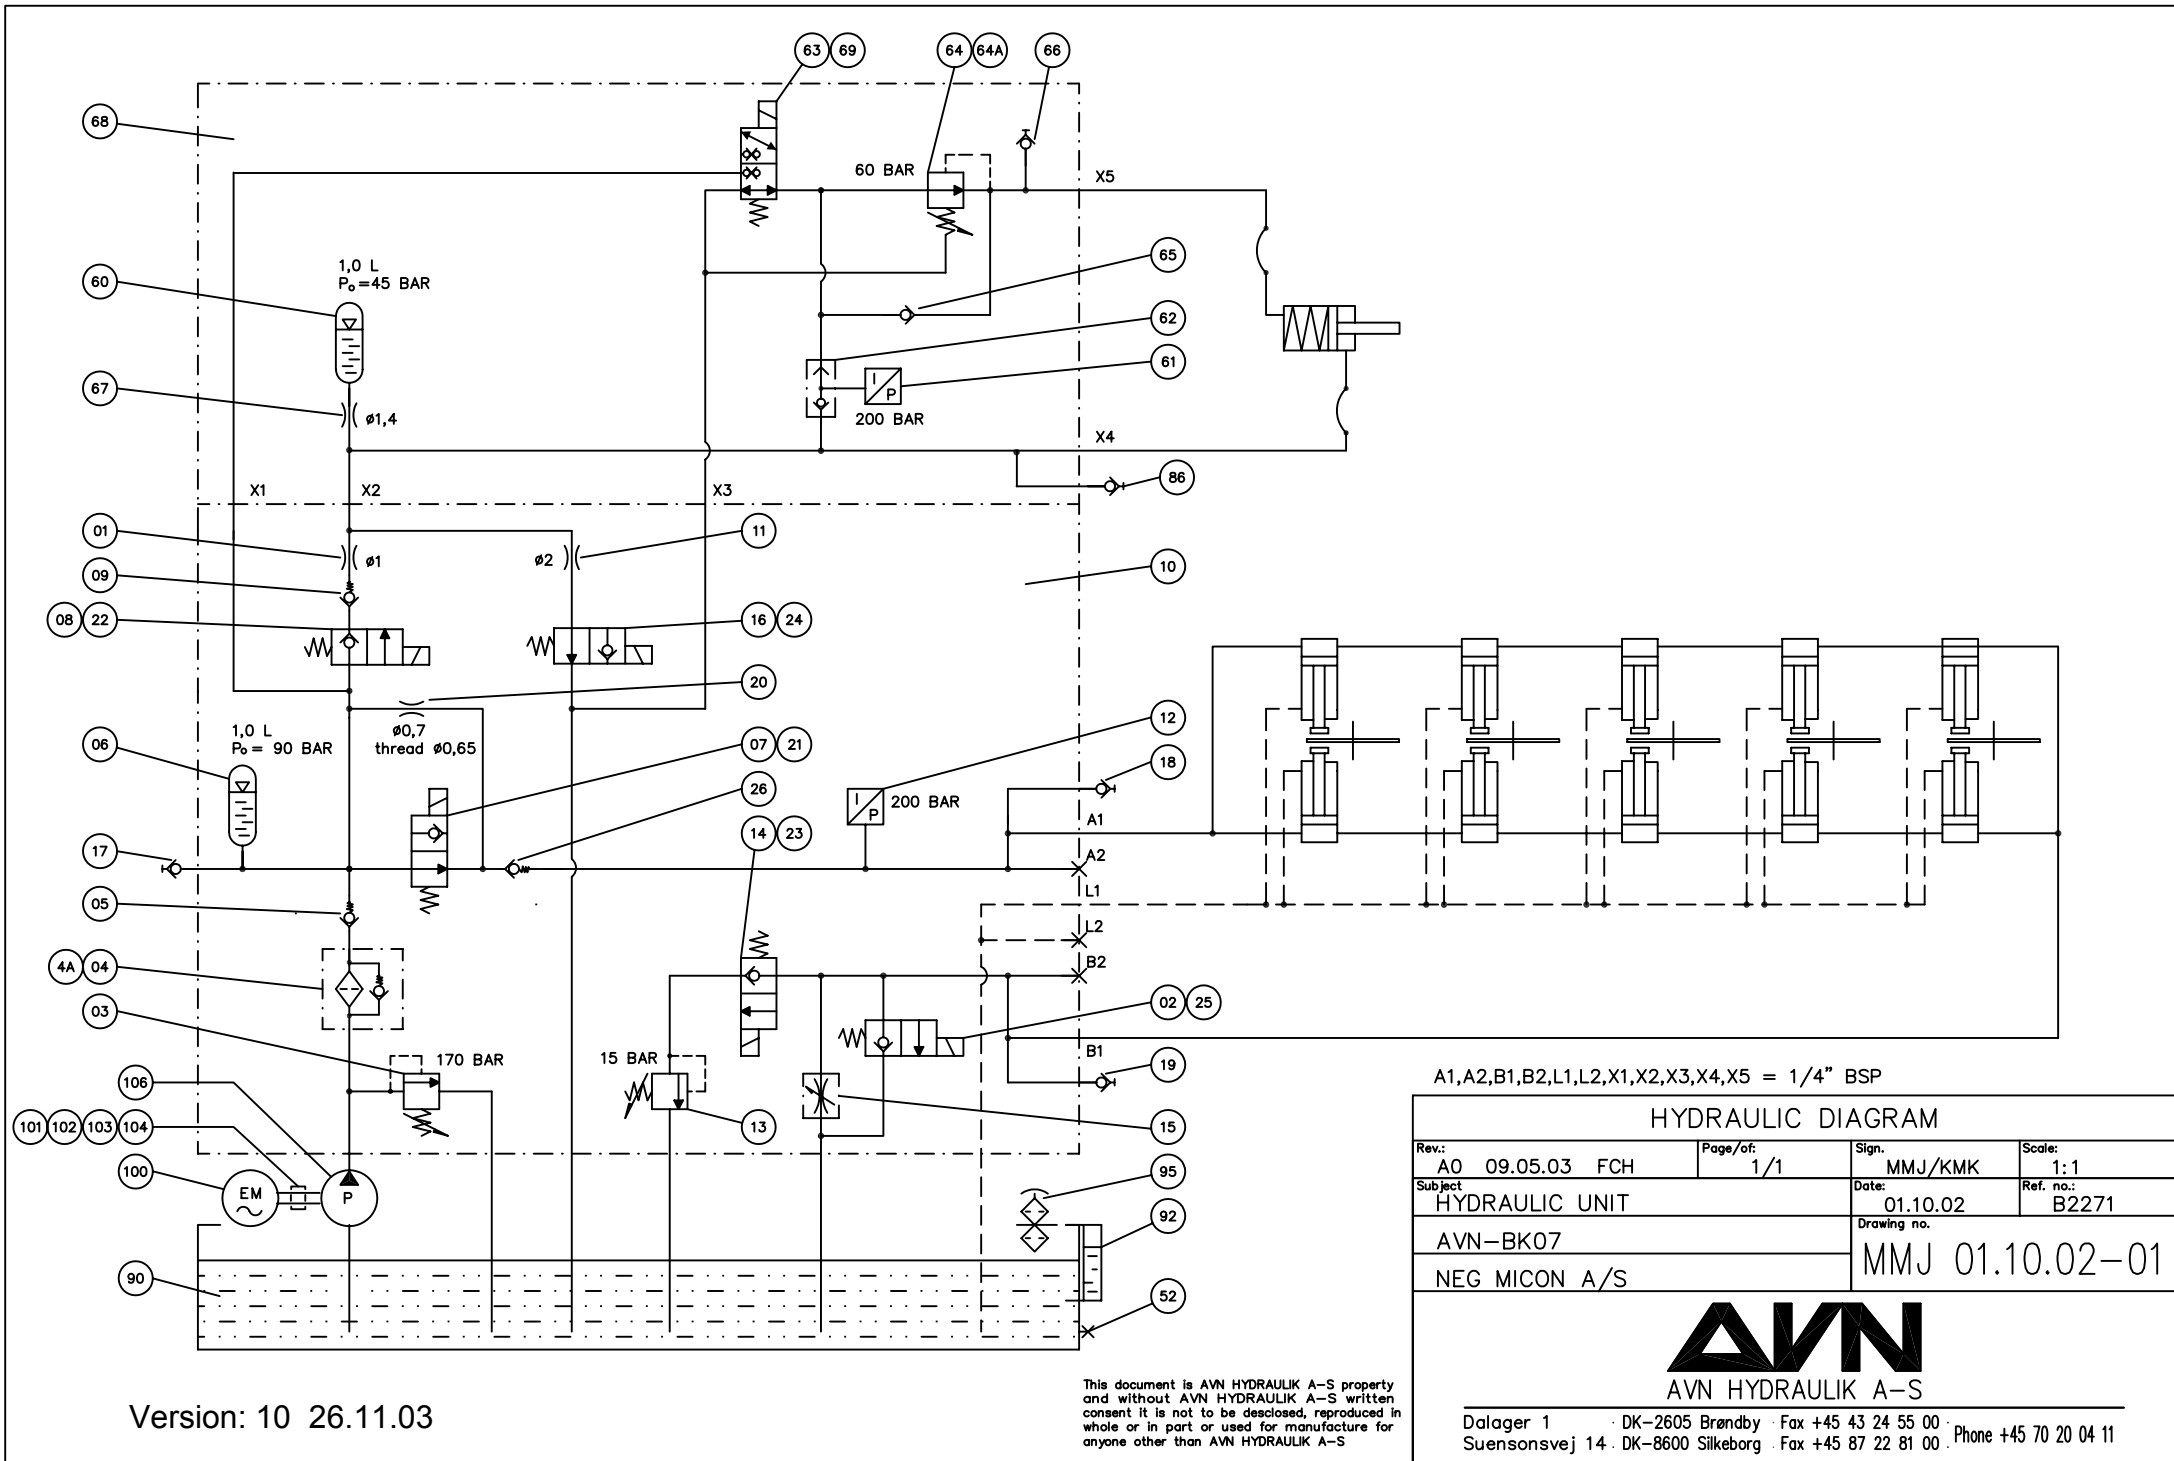 63 69
64 64A
66
68
60 BAR
X5
65
60
1,0 L
Po=45 BAR
62
61
200 BAR
67
ø1,4
X4
86
X1
X2
X3
01
ø1
ø2
11
09
10
08 22
16 24
20
ø0,7
thread ø0,65
12
06
1,0 L
Po= 90 BAR
07 21
18
26
I
P
200 BAR
I
P
14 23
A1
17
A2
L1
05
L2
4A 04
B2
03
02 25
170 BAR
15 BAR
B1
19
106
101 102 103 104
13
15
100
EM
P
95
92
90
52
A1,A2,B1,B2,L1,L2,X1,X2,X3,X4,X5 = 1/4” BSP
HYDRAULIC DIAGRAM
Rev.:
A0 09.05.03 FCH
Page/of:
1/1
Sign.
MMJ/KMK
Scale:
1:1
Subject
HYDRAULIC UNIT
Date:
01.10.02
Ref. no.:
B2271
AVN-BK07
Drawing no.
MMJ 01.10.02-01
NEG MICON A/S
AVN
AVN HYDRAULIK A-S
Dalager 1 · DK-2605 Brøndby · Fax +45 43 24 55 00 ·
Suensonsvej 14 · DK-8600 Silkeborg · Fax +45 87 22 81 00 ·
Phone +45 70 20 04 11
This document is AVN HYDRAULIK A-S property
and without AVN HYDRAULIK A-S written
consent it is not to be desclosed, reproduced in
whole or in part or used for manufacture for
anyone other than AVN HYDRAULIK A-S
Version: 10 26.11.03